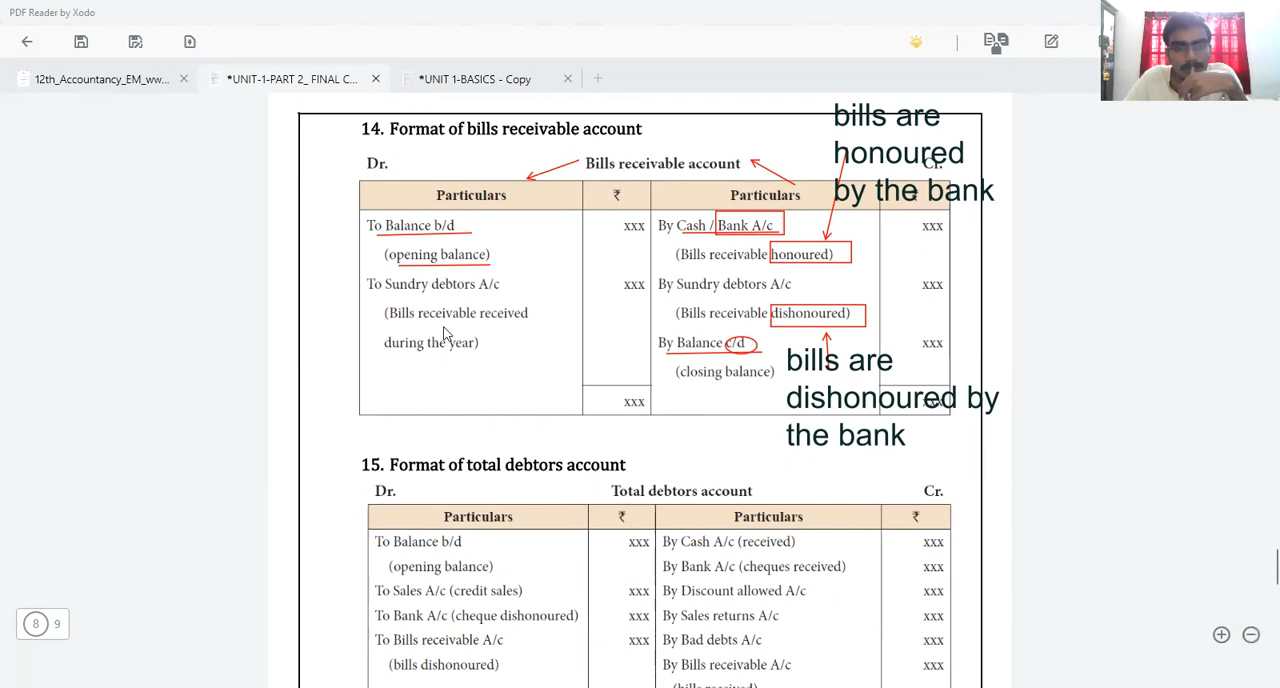 PDF Reader by Xodo
12th_Accountancy_EM_ww...
*UNIT-1-PART 2_ FINAL C...
*UNIT 1-BASICS - Copy
14. Format of bills receivable account
bills are
honoured
by the bank
Dr. Bills receivable account Cr.
Particulars ₹ Particulars ₹
To Balance b/d xxx By Cash / Bank A/c xxx
(opening balance) (Bills receivable honoured)
To Sundry debtors A/c xxx By Sundry debtors A/c xxx
(Bills receivable received (Bills receivable dishonoured)
during the year) By Balance c/d xxx
(closing balance)
bills are
dishonoured by
the bank
xxx xxx
15. Format of total debtors account
Dr. Total debtors account Cr.
Particulars ₹ Particulars ₹
To Balance b/d xxx By Cash A/c (received) xxx
(opening balance) By Bank A/c (cheques received) xxx
To Sales A/c (credit sales) xxx By Discount allowed A/c xxx
To Bank A/c (cheque dishonoured) xxx By Sales returns A/c xxx
To Bills receivable A/c xxx By Bad debts A/c xxx
(bills dishonoured) By Bills receivable A/c xxx
(bills received)
8 9